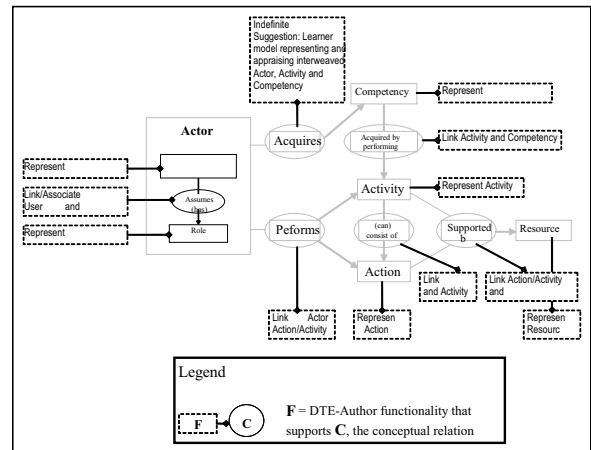 Indefinite
Suggestion: Learner
model representing and
appraising interweaved
Actor, Activity and
Competency
Competency
Represent
Actor
Acquires
Acquired by
performing
Link Activity and Competency
Represent
Link/Associate
User and
Assumes
(has)
Activity
Represent Activity
Represent
Role
Peforms
(can)
consist of
Supported
b
Resource
Action
Link
and Activity
Link Action/Activity
and
Link Actor
Action/Activity
Represen
Action
Represen
Resourc
Legend
F
C
F = DTE-Author functionality that
supports C, the conceptual relation